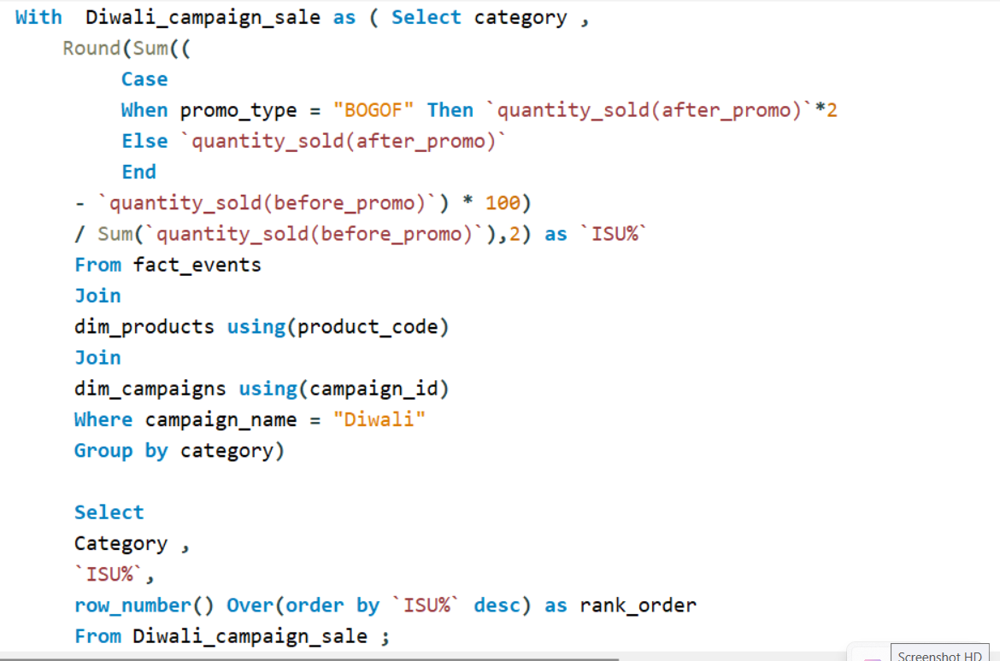 With  Diwali_campaign_sale as ( Select category ,
Round(Sum((
Case
When promo_type = "BOGOF" Then `quantity_sold(after_promo)`*2
Else `quantity_sold(after_promo)`
End
- `quantity_sold(before_promo)`) * 100)
/ Sum(`quantity_sold(before_promo)`),2) as `ISU%`
From fact_events
Join
dim_products using(product_code)
Join
dim_campaigns using(campaign_id)
Where campaign_name = "Diwali"
Group by category)
Select
Category ,
`ISU%`,
row_number() Over(order by `ISU%` desc) as rank_order
From Diwali_campaign_sale ;
Screenshot HD